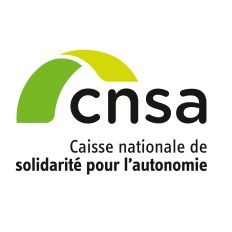 cnsa
Caisse nationale de
solidarité pour l'autonomie